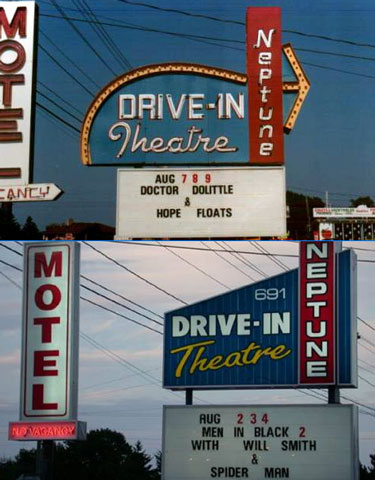 MOTEL
CANCY
DRIVE-IN
Theatre
Neptune
AUG 7 8 9
DOCTOR DOLITTLE
&
HOPE FLOATS
MOTEL
NO VACANCY
691
DRIVE-IN
Theatre
NEPTUNE
AUG 2 3 4
MEN IN BLACK 2
WITH WILL SMITH
&
SPIDER MAN